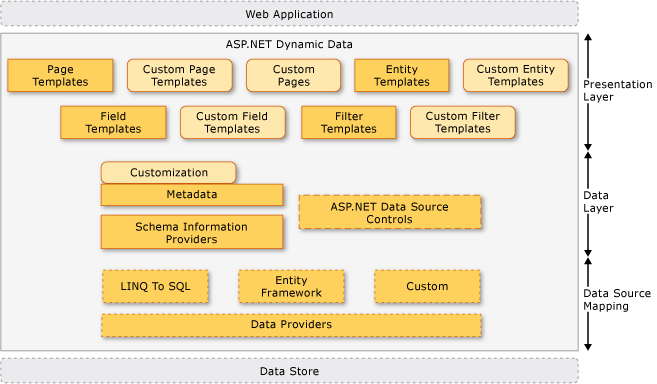 Web Application
ASP.NET Dynamic Data
Page
Templates
Custom Page
Templates
Custom
Pages
Entity
Templates
Custom Entity
Templates
Field
Templates
Custom Field
Templates
Filter
Templates
Custom Filter
Templates
Presentation
Layer
Customization
Metadata
Schema Information
Providers
ASP.NET Data Source
Controls
Data
Layer
LINQ To SQL
Entity
Framework
Custom
Data Providers
Data Source
Mapping
Data Store